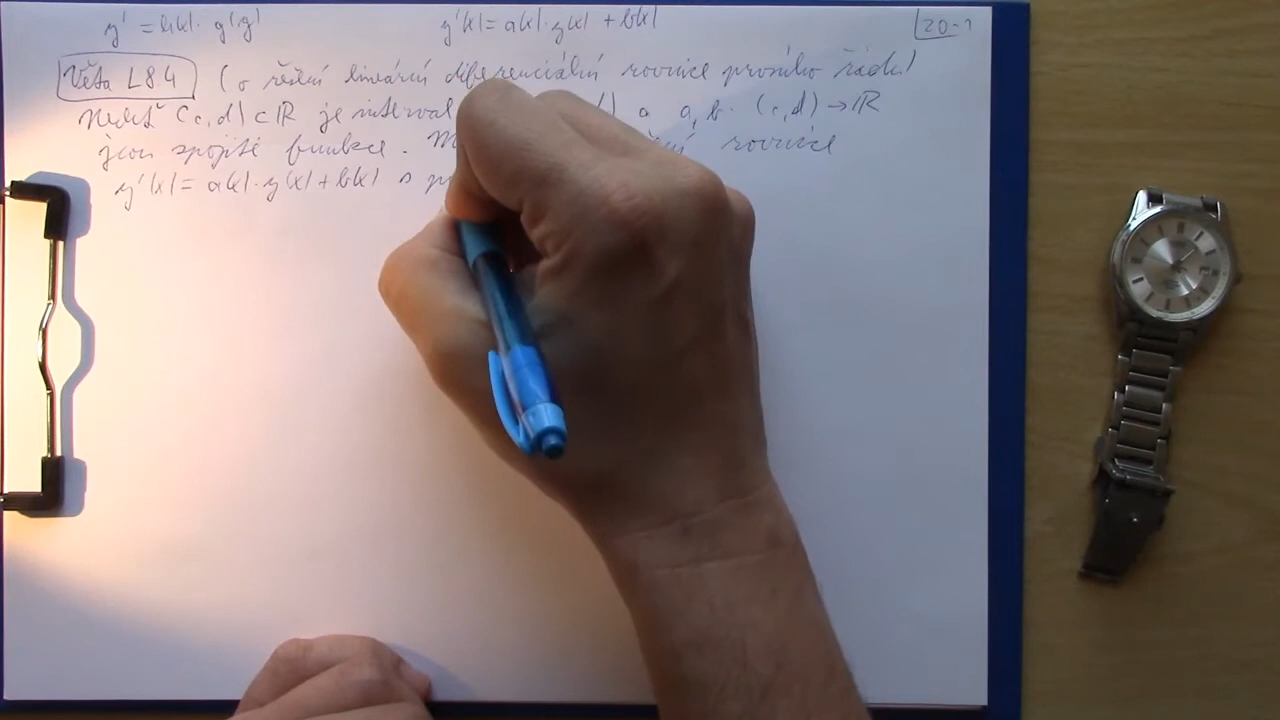 y' = h(x) · g(y)
y'(x) = a(x) · y(x) + b(x)
20-1
Věta L8.4 (o řešení lineární diferenciální rovnice prvního řádu)
Nechť (c,d) ⊂ ℝ je interval a a, b: (c,d) → ℝ
jsou spojité funkce. rovnice
y'(x) = a(x) · y(x) + b(x) s